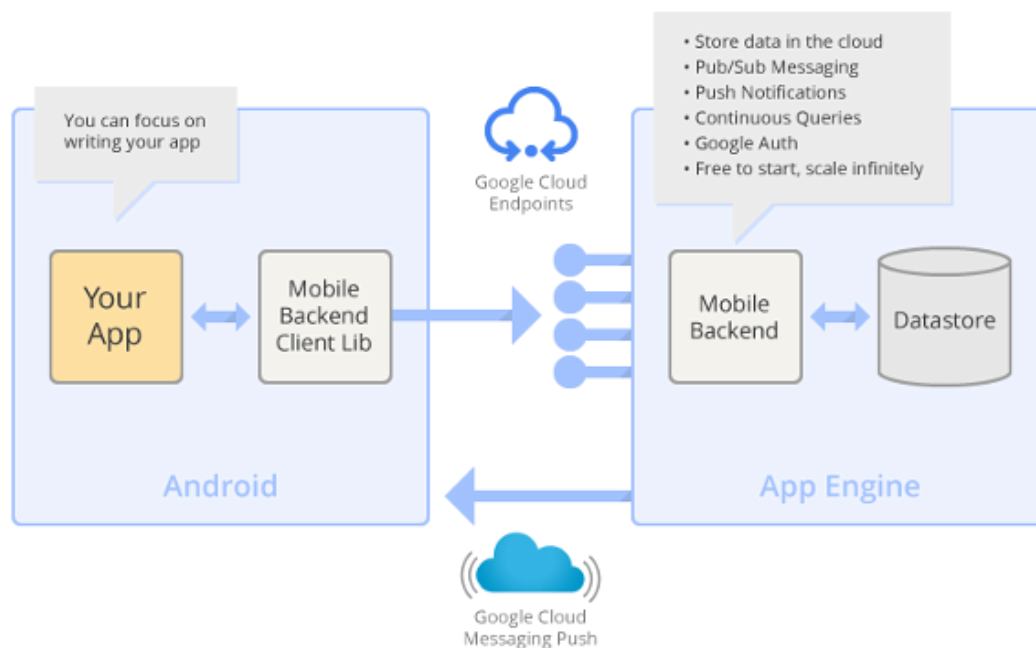 You can focus on
writing your app
Your
App
Mobile
Backend
Client Lib
Android
Google Cloud
Endpoints
• Store data in the cloud
• Pub/Sub Messaging
• Push Notifications
• Continuous Queries
• Google Auth
• Free to start, scale infinitely
Mobile
Backend
Datastore
App Engine
Google Cloud
Messaging Push